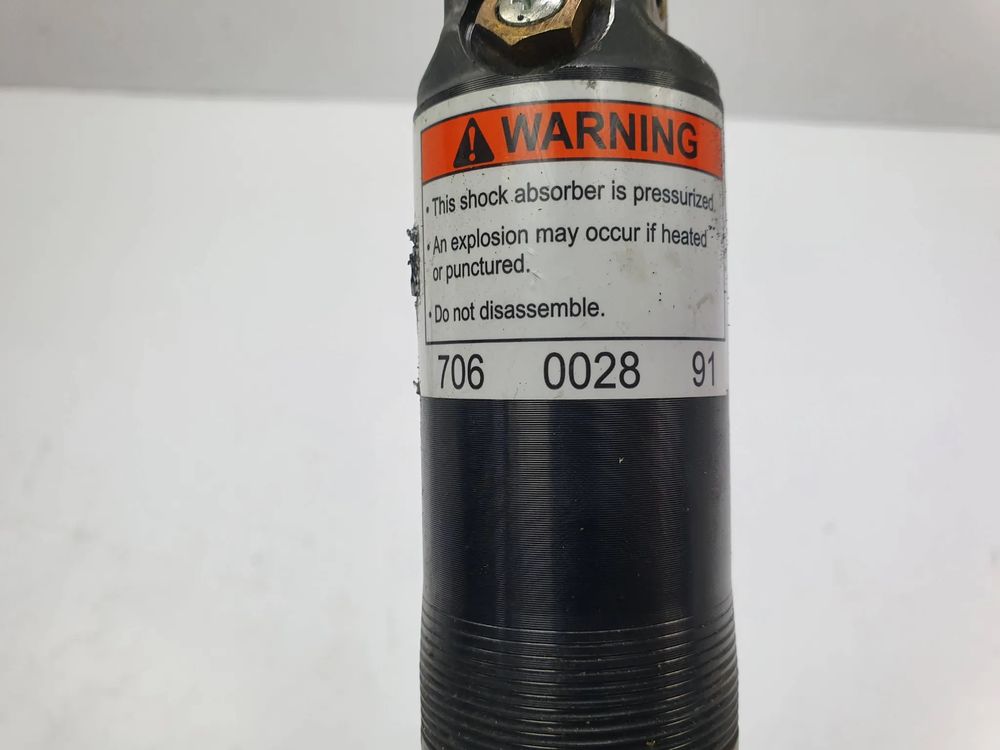 WARNING
• This shock absorber is pressurized.
• An explosion may occur if heated
or punctured.
• Do not disassemble.
706 0028 91